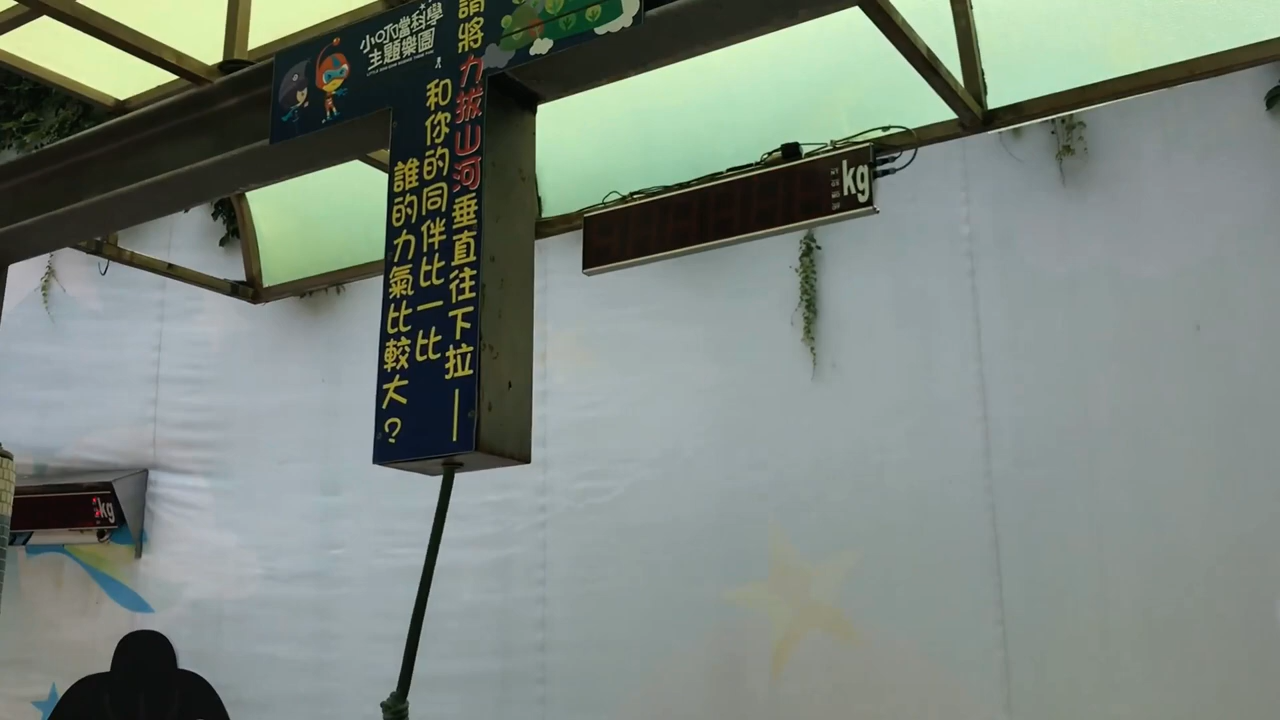 小叮噹科學
主題樂園
請將力拔山河垂直往下拉—
和你的同伴比一比
誰的力氣比較大?
kg
kg